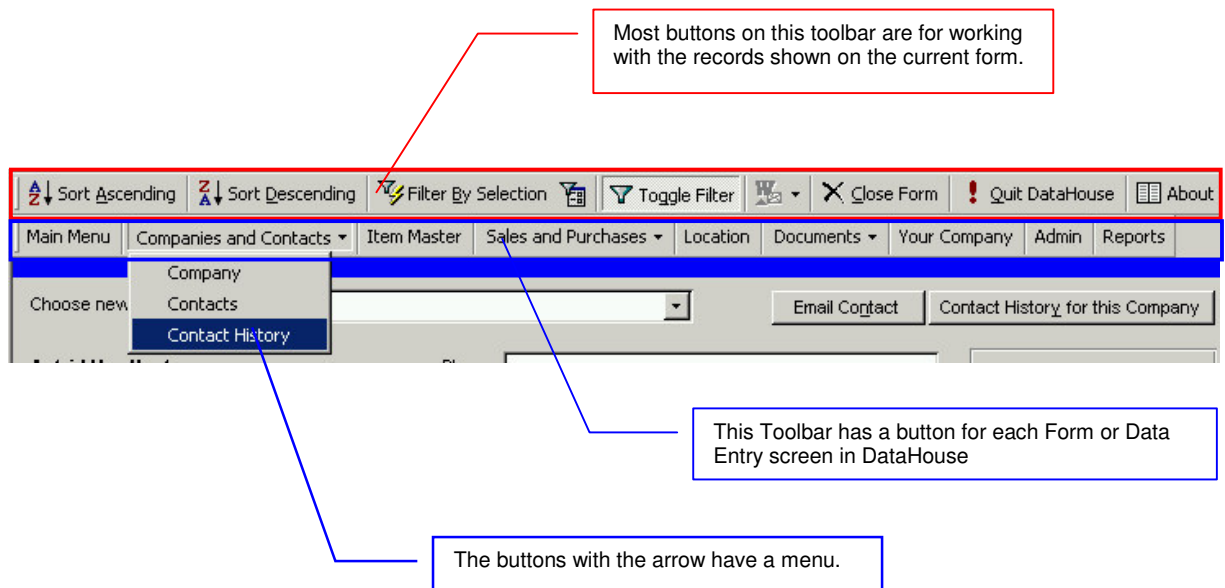 Most buttons on this toolbar are for working
with the records shown on the current form.
Sort Ascending Sort Descending Filter By Selection Toggle Filter Close Form Quit DataHouse About
Main Menu Companies and Contacts Item Master Sales and Purchases Location Documents Your Company Admin Reports
Company
Choose new Contacts Email Contact Contact History for this Company
Contact History
This Toolbar has a button for each Form or Data
Entry screen in DataHouse
The buttons with the arrow have a menu.